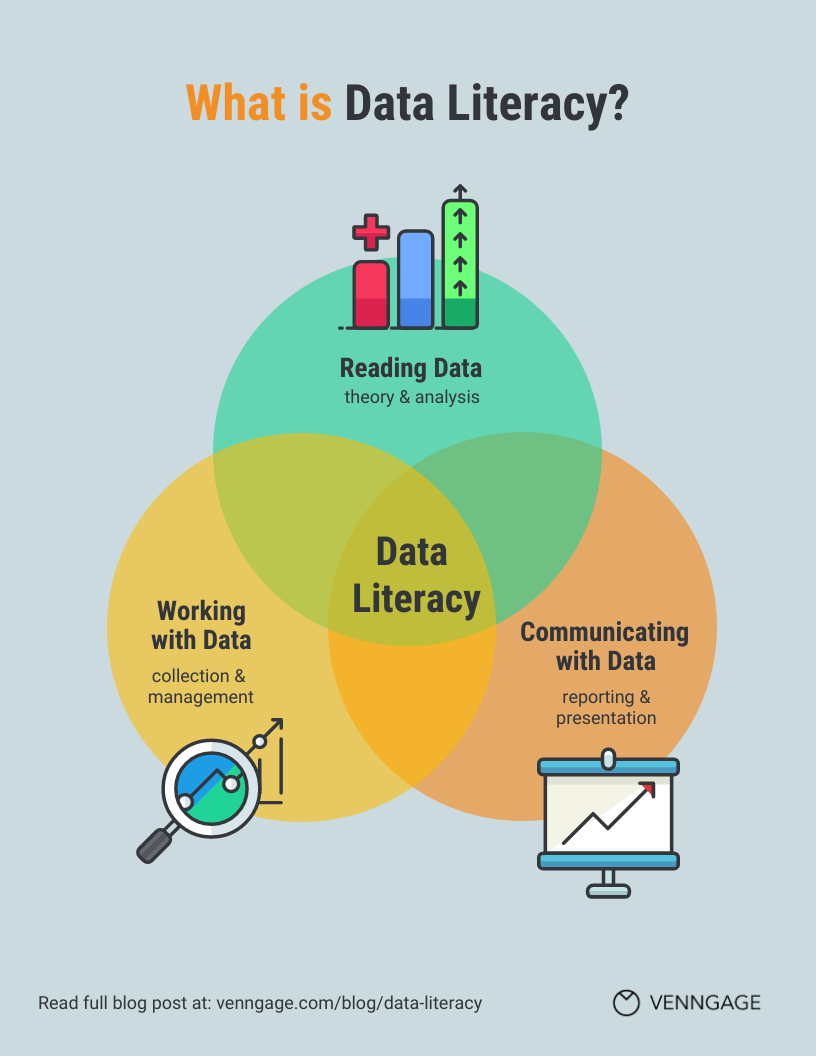 What is Data Literacy?
Reading Data
theory & analysis
Data
Literacy
Working
with Data
collection &
management
Communicating
with Data
reporting &
presentation
Read full blog post at: venngage.com/blog/data-literacy
VENNGAGE